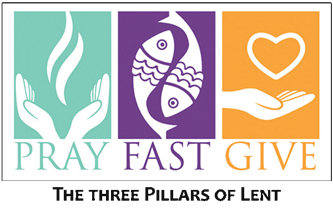 PRAY FAST GIVE
THE THREE PILLARS OF LENT